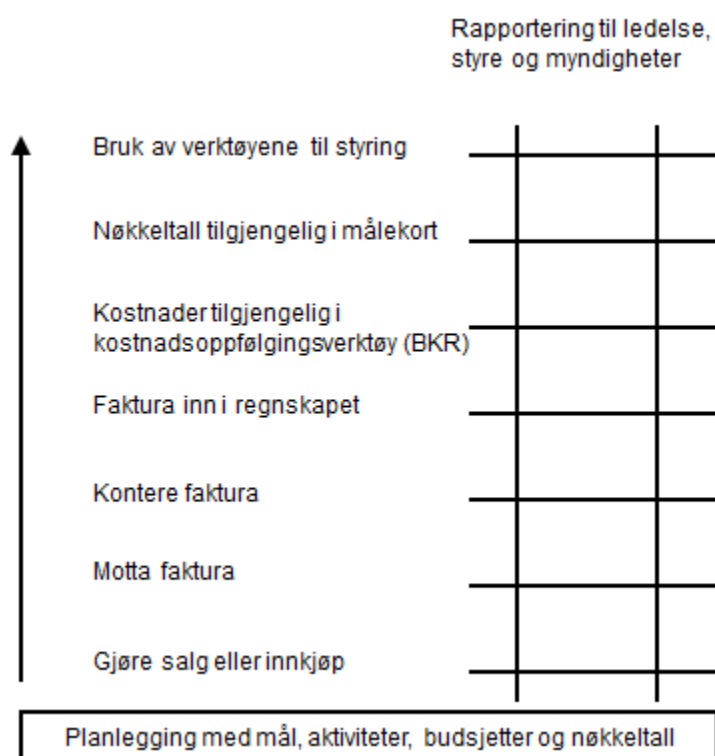 Rapportering til ledelse,
styre og myndigheter
Bruk av verktøyene til styring
Nøkkeltall tilgjengelig i målekort
Kostnader tilgjengelig i
kostnadsoppfølgingsverktøy (BKR)
Faktura inn i regnskapet
Kontere faktura
Motta faktura
Gjøre salg eller innkjøp
Planlegging med mål, aktiviteter, budsjetter og nøkkeltall